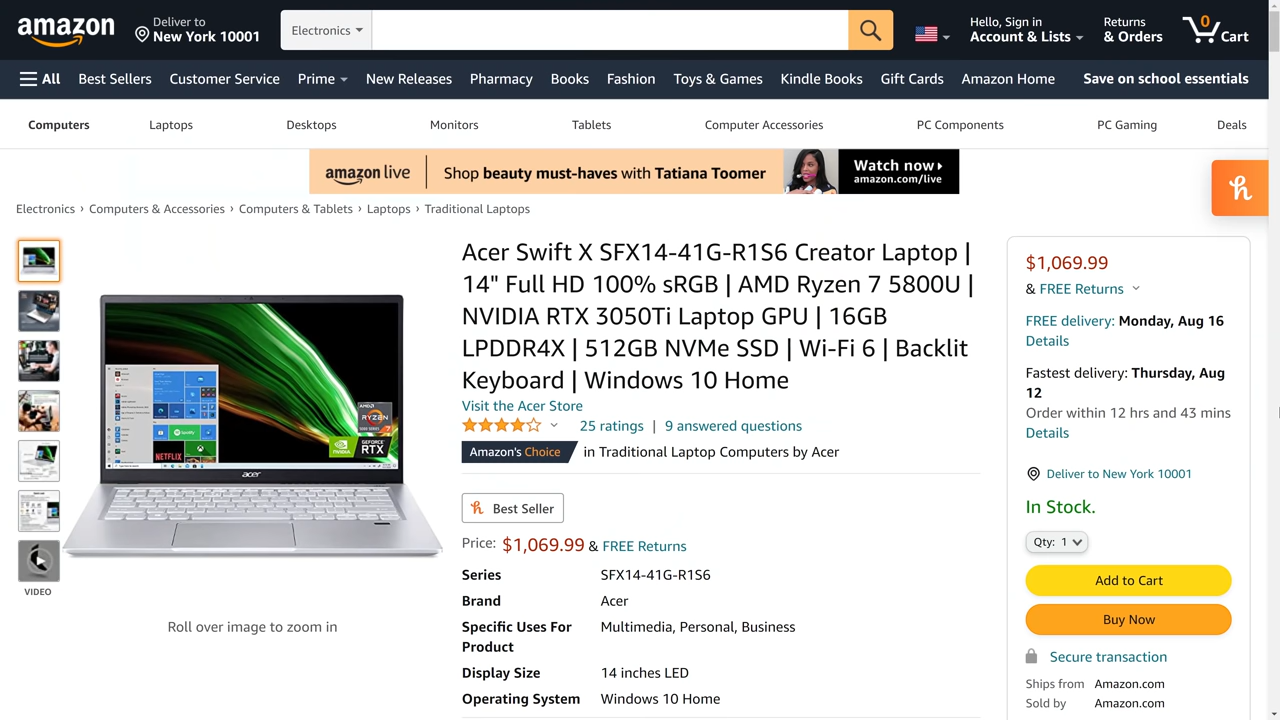 amazon
Deliver to
New York 10001
Electronics
Hello, Sign in
Account & Lists
Returns
& Orders
0
Cart
All
Best Sellers
Customer Service
Prime
New Releases
Pharmacy
Books
Fashion
Toys & Games
Kindle Books
Gift Cards
Amazon Home
Save on school essentials
Computers
Laptops
Desktops
Monitors
Tablets
Computer Accessories
PC Components
PC Gaming
Deals
amazon live
Shop beauty must-haves with Tatiana Toomer
Watch now
amazon.com/live
Electronics › Computers & Accessories › Computers & Tablets › Laptops › Traditional Laptops
VIDEO
AMD
RYZEN
7
NVIDIA
GEFORCE
RTX
NETFLIX
Spotify
acer
Roll over image to zoom in
Acer Swift X SFX14-41G-R1S6 Creator Laptop |
14" Full HD 100% sRGB | AMD Ryzen 7 5800U |
NVIDIA RTX 3050Ti Laptop GPU | 16GB
LPDDR4X | 512GB NVMe SSD | Wi-Fi 6 | Backlit
Keyboard | Windows 10 Home
Visit the Acer Store
25 ratings | 9 answered questions
Amazon's Choice in Traditional Laptop Computers by Acer
h Best Seller
Price: $1,069.99 & FREE Returns
Series SFX14-41G-R1S6
Brand Acer
Specific Uses For Multimedia, Personal, Business
Product
Display Size 14 inches LED
Operating System Windows 10 Home
h
$1,069.99
& FREE Returns
FREE delivery: Monday, Aug 16
Details
Fastest delivery: Thursday, Aug
12
Order within 12 hrs and 43 mins
Details
Deliver to New York 10001
In Stock.
Qty: 1
Add to Cart
Buy Now
Secure transaction
Ships from Amazon.com
Sold by Amazon.com